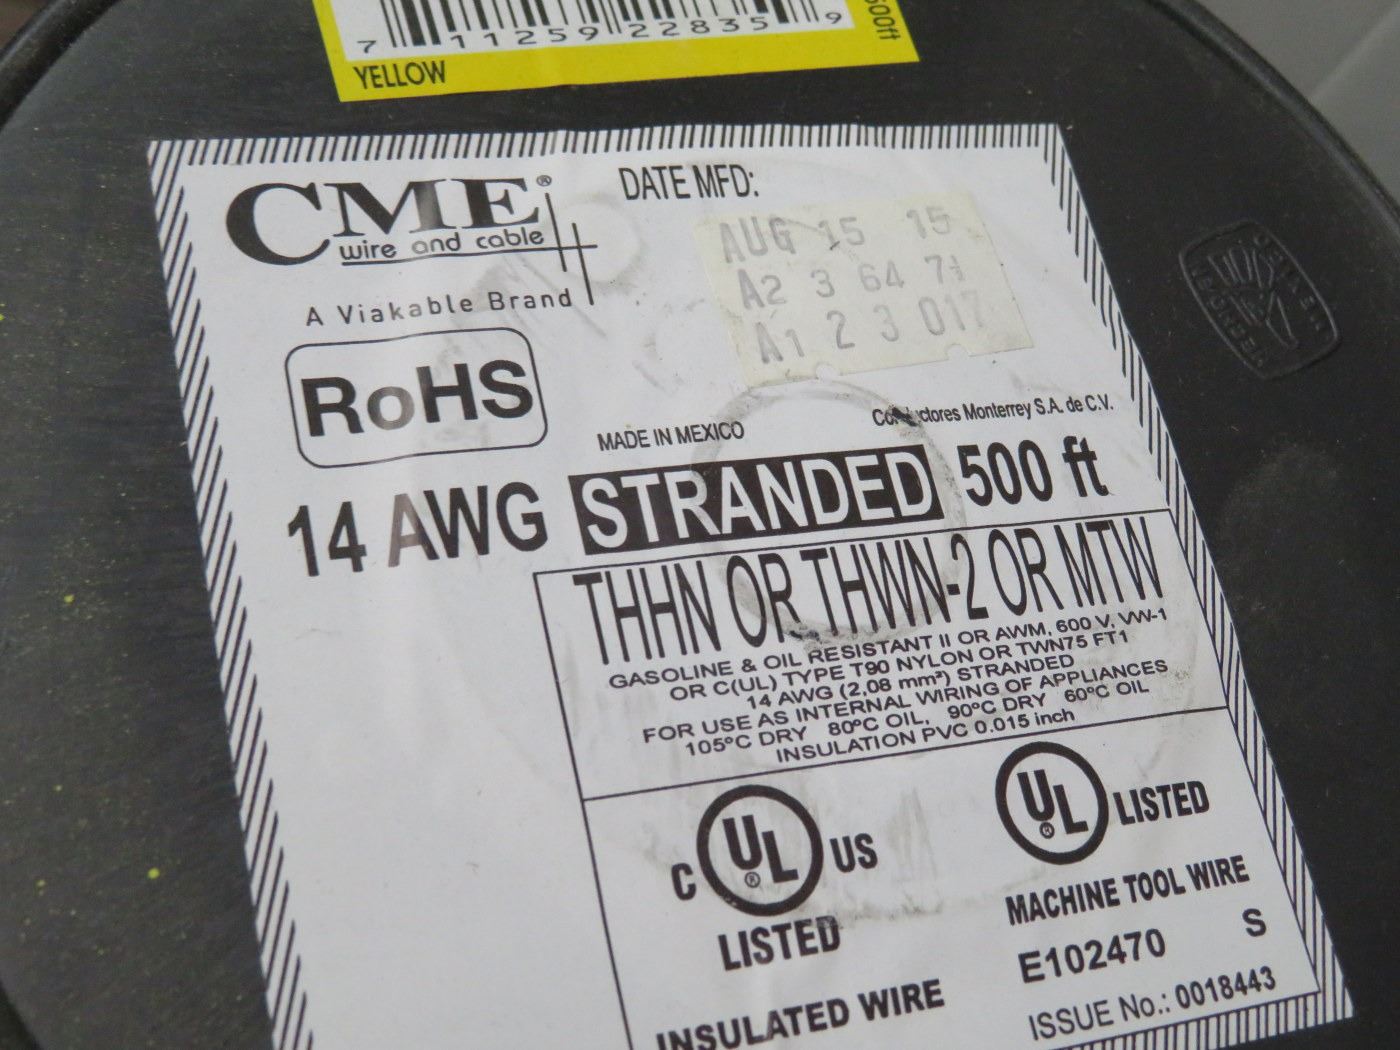 7 11259 22835 9
YELLOW
500ft
CME®
wire and cable
A Viakable Brand
DATE MFD:
AUG 15 15
A2 3 64 71
A1 2 3 017
RoHS
MADE IN MEXICO
Conductores Monterrey S.A. de C.V.
14 AWG STRANDED 500 ft
THHN OR THWN-2 OR MTW
GASOLINE & OIL RESISTANT II OR AWM, 600 V, VW-1
OR C(UL) TYPE T90 NYLON OR TWN75 FT1
14 AWG (2,08 mm²) STRANDED
FOR USE AS INTERNAL WIRING OF APPLIANCES
105°C DRY 80°C OIL, 90°C DRY 60°C OIL
INSULATION PVC 0.015 inch
C UL® US
LISTED
INSULATED WIRE
UL® LISTED
MACHINE TOOL WIRE
E102470 S
ISSUE No.: 0018443